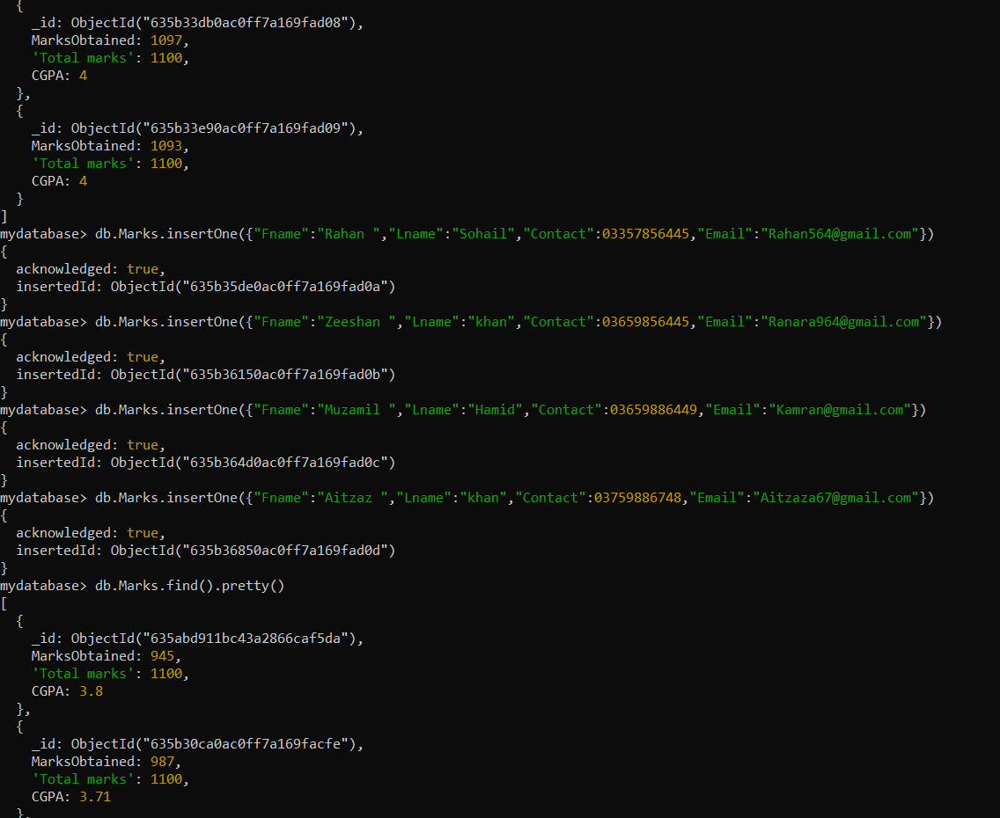 {
_id: ObjectId("635b33db0ac0ff7a169fad08"),
MarksObtained: 1097,
'Total marks': 1100,
CGPA: 4
},
{
_id: ObjectId("635b33e90ac0ff7a169fad09"),
MarksObtained: 1093,
'Total marks': 1100,
CGPA: 4
}
]
mydatabase> db.Marks.insertOne({"Fname":"Rahan ","Lname":"Sohail","Contact":03357856445,"Email":"Rahan564@gmail.com"})
{
acknowledged: true,
insertedId: ObjectId("635b35de0ac0ff7a169fad0a")
}
mydatabase> db.Marks.insertOne({"Fname":"Zeeshan ","Lname":"khan","Contact":03659856445,"Email":"Ranara964@gmail.com"})
{
acknowledged: true,
insertedId: ObjectId("635b36150ac0ff7a169fad0b")
}
mydatabase> db.Marks.insertOne({"Fname":"Muzamil ","Lname":"Hamid","Contact":03659886449,"Email":"Kamran@gmail.com"})
{
acknowledged: true,
insertedId: ObjectId("635b364d0ac0ff7a169fad0c")
}
mydatabase> db.Marks.insertOne({"Fname":"Aitzaz ","Lname":"khan","Contact":03759886748,"Email":"Aitzaza67@gmail.com"})
{
acknowledged: true,
insertedId: ObjectId("635b36850ac0ff7a169fad0d")
}
mydatabase> db.Marks.find().pretty()
[
{
_id: ObjectId("635abd911bc43a2866caf5da"),
MarksObtained: 945,
'Total marks': 1100,
CGPA: 3.8
},
{
_id: ObjectId("635b30ca0ac0ff7a169facfe"),
MarksObtained: 987,
'Total marks': 1100,
CGPA: 3.71
},